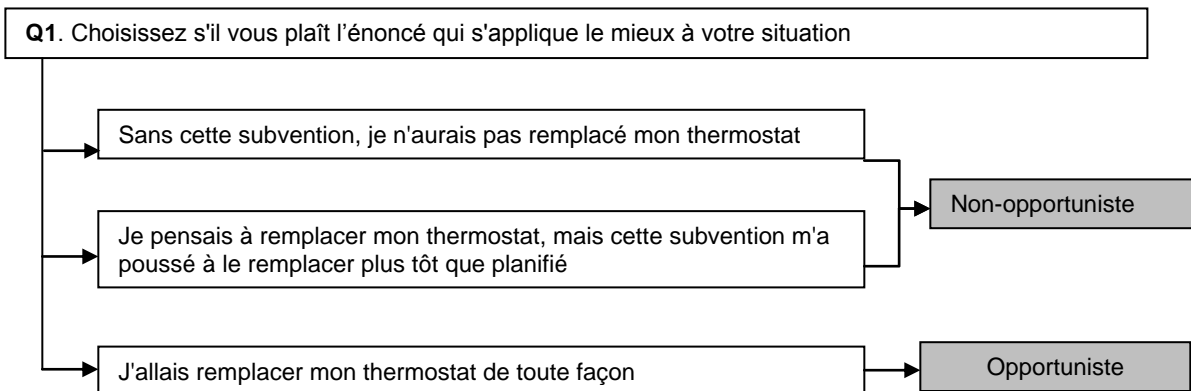 Q1. Choisissez s'il vous plaît l’énoncé qui s'applique le mieux à votre situation
Sans cette subvention, je n'aurais pas remplacé mon thermostat
Non-opportuniste
Je pensais à remplacer mon thermostat, mais cette subvention m'a
poussé à le remplacer plus tôt que planifié
J'allais remplacer mon thermostat de toute façon
Opportuniste